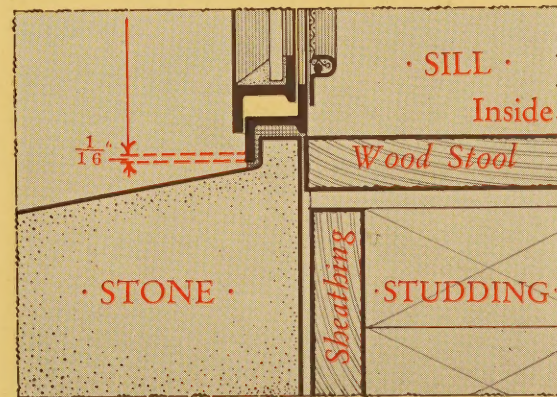 · SILL ·
Inside
1/16"
Wood Stool
· STONE ·
Sheathing
·STUDDING·